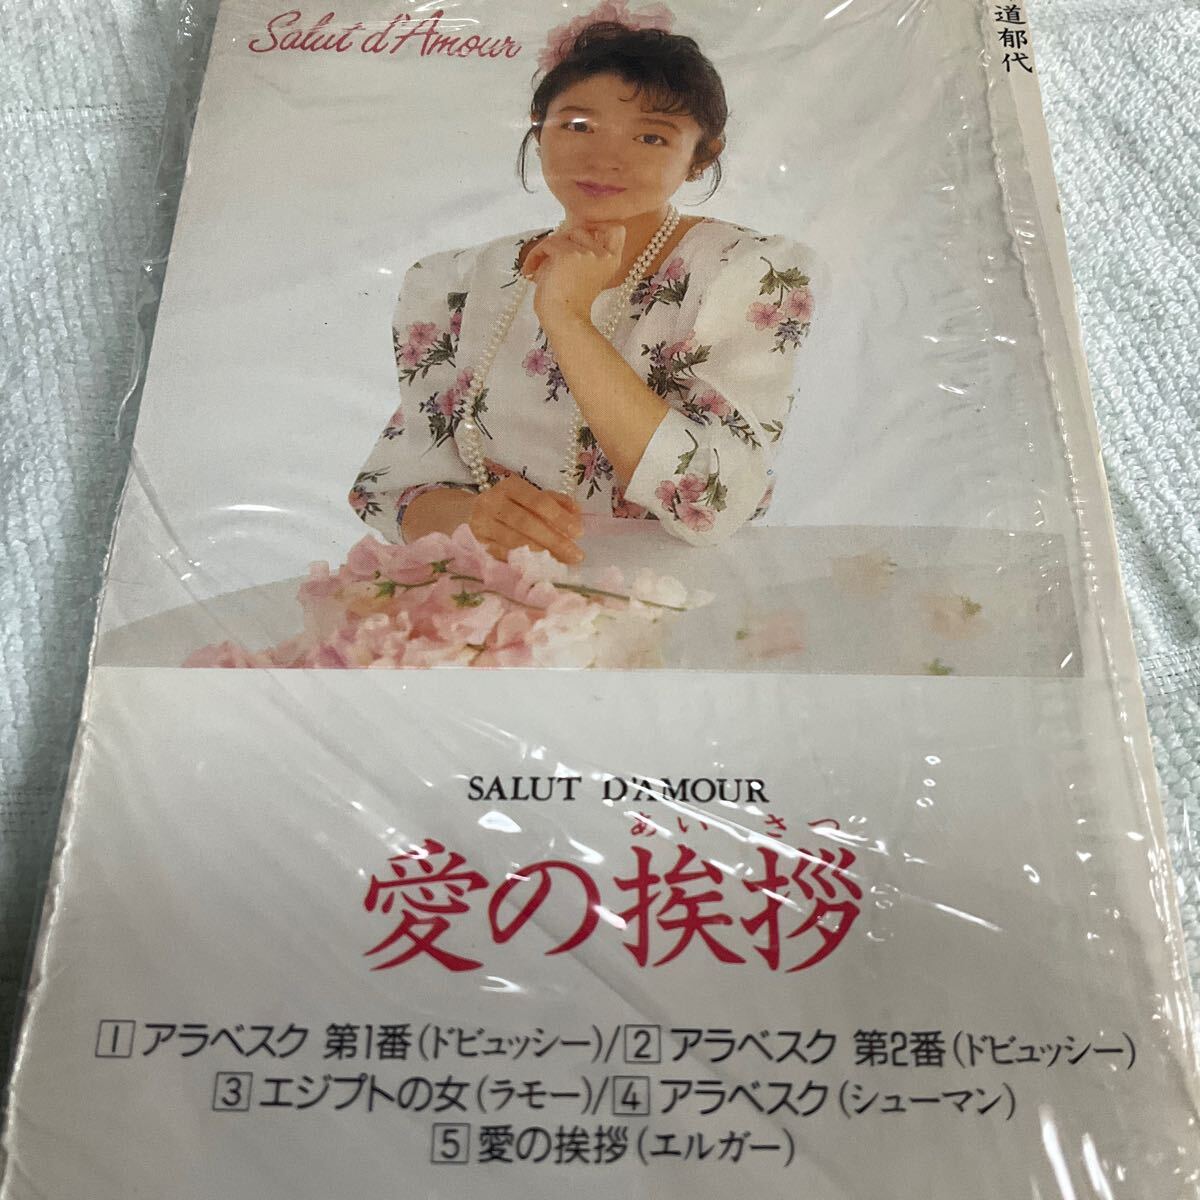 Salut d'Amour
道郁代
SALUT D'AMOUR
あいさつ
愛の挨拶
1 アラベスク 第1番(ドビュッシー)/2 アラベスク 第2番(ドビュッシー)
3 エジプトの女(ラモー)/4 アラベスク(シューマン)
5 愛の挨拶(エルガー)